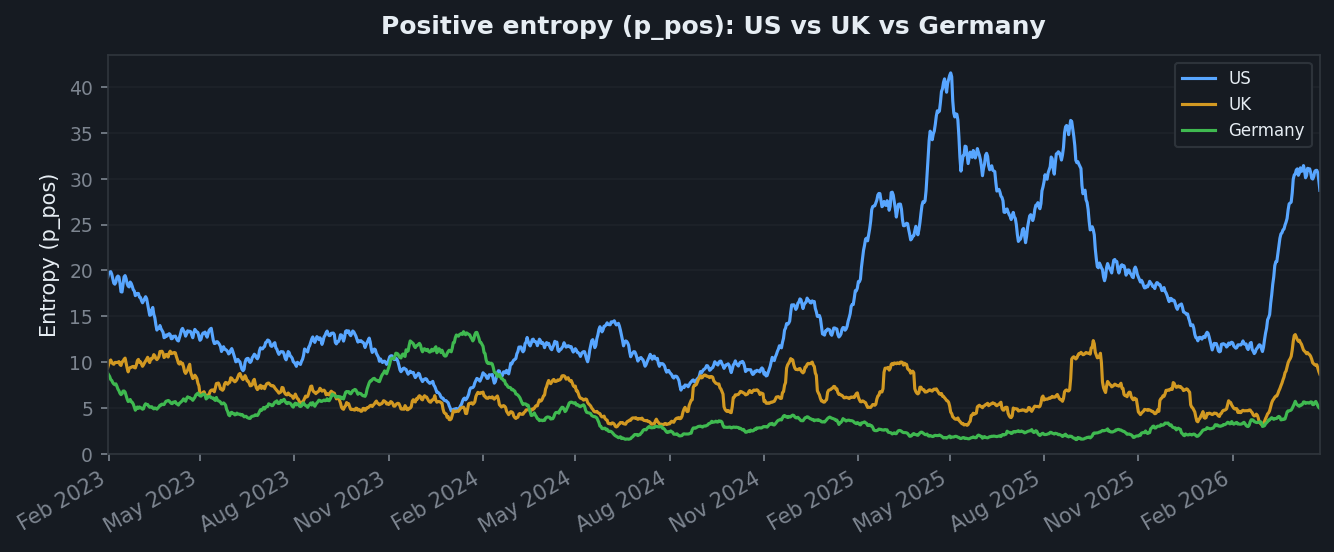 Positive entropy (p_pos): US vs UK vs Germany
US
UK
Germany
Entropy (p_pos)
40
35
30
25
20
15
10
5
0
Feb 2023
May 2023
Aug 2023
Nov 2023
Feb 2024
May 2024
Aug 2024
Nov 2024
Feb 2025
May 2025
Aug 2025
Nov 2025
Feb 2026